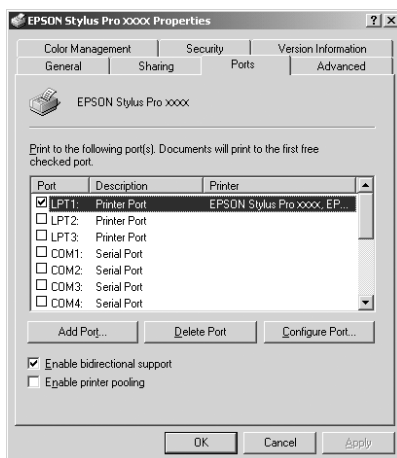 EPSON Stylus Pro XXXX Properties
Color Management Security Version Information
General Sharing Ports Advanced
EPSON Stylus Pro xxxx
Print to the following port(s). Documents will print to the first free
checked port.
Port Description Printer
LPT1: Printer Port EPSON Stylus Pro xxxx, EP...
LPT2: Printer Port
LPT3: Printer Port
COM1: Serial Port
COM2: Serial Port
COM3: Serial Port
COM4: Serial Port
Add Port... Delete Port Configure Port...
Enable bidirectional support
Enable printer pooling
OK Cancel Apply